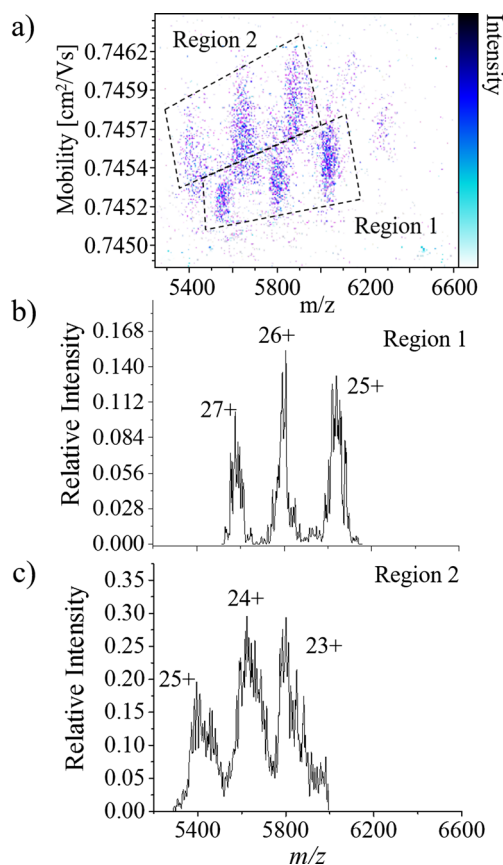 a)
Region 2
Region 1
Intensity
Mobility [cm²/Vs]
0.7462
0.7459
0.7457
0.7454
0.7452
0.7450
5400 5800 6200 6600
m/z
b)
Region 1
27+
26+
25+
Relative Intensity
0.168
0.140
0.112
0.084
0.056
0.028
0.000
c)
Region 2
25+
24+
23+
Relative Intensity
0.35
0.30
0.25
0.20
0.15
0.10
0.05
0.00
5400 5800 6200 6600
m/z